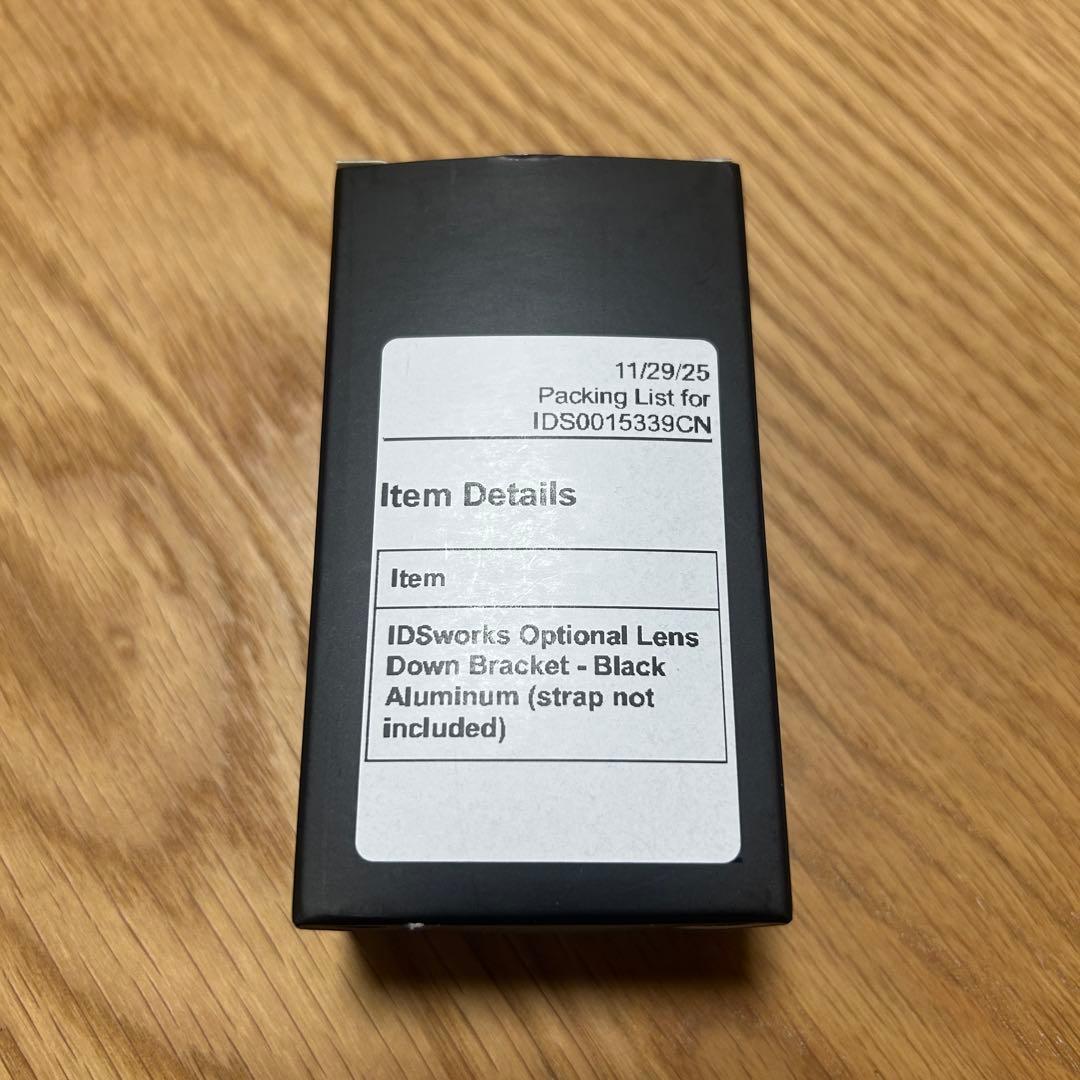 11/29/25
Packing List for
IDS0015339CN
Item Details
Item
IDSworks Optional Lens
Down Bracket - Black
Aluminum (strap not
included)